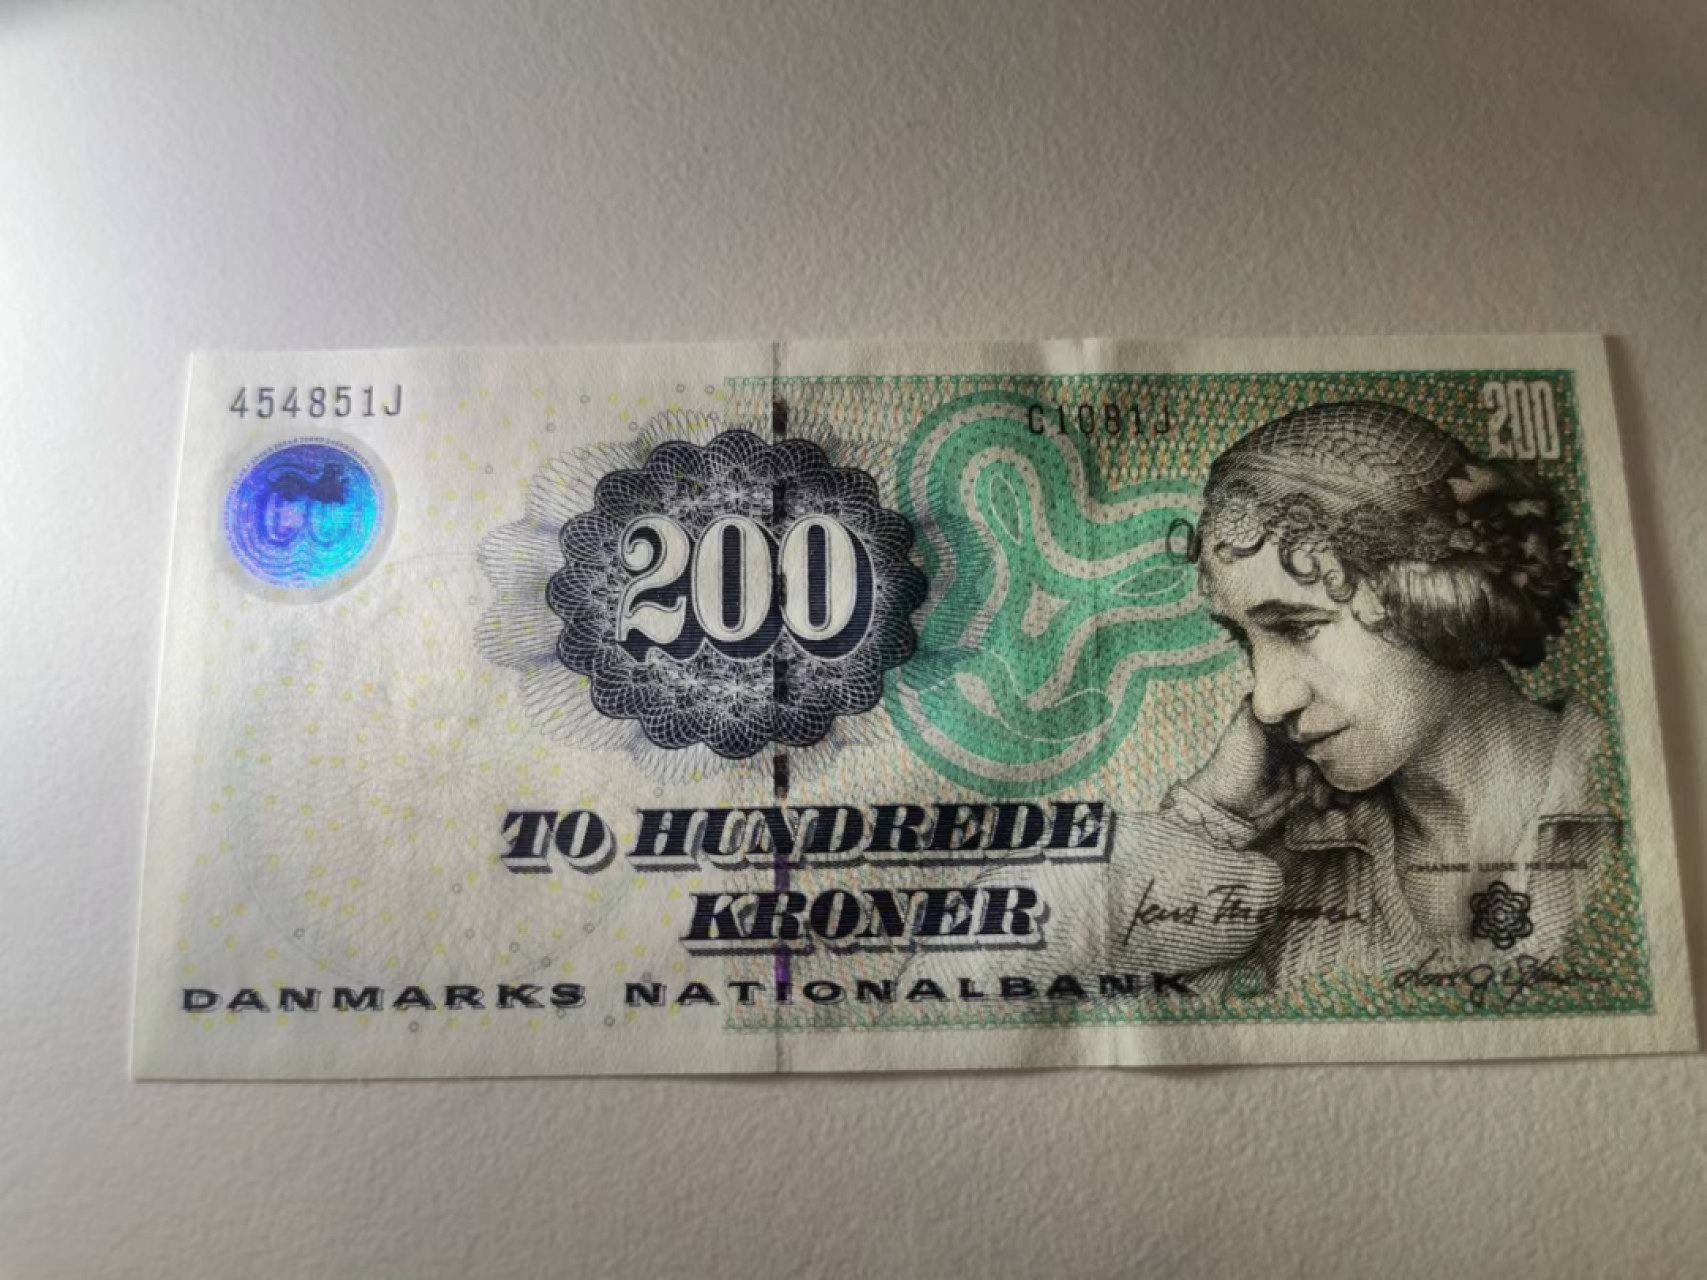 454851J
C1081J
200
200
TO HUNDREDE
KRONER
DANMARKS NATIONALBANK